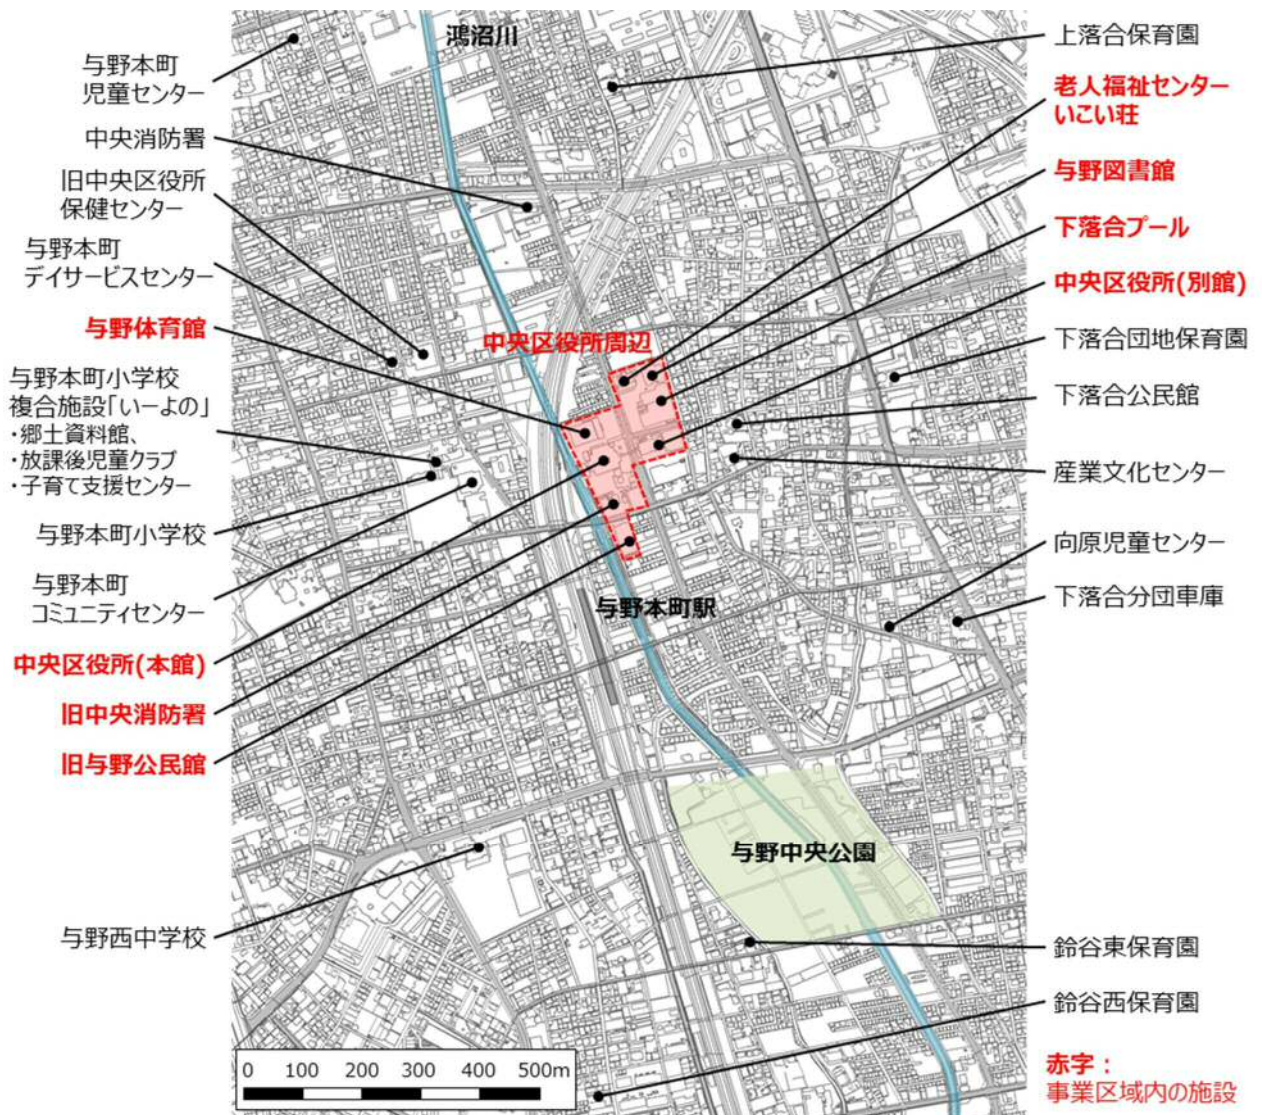 鴻沼川
与野本町
児童センター
中央消防署
旧中央区役所
保健センター
与野本町
デイサービスセンター
与野体育館
与野本町小学校
複合施設「いーよの」
・郷土資料館、
・放課後児童クラブ
・子育て支援センター
与野本町小学校
与野本町
コミュニティセンター
中央区役所(本館)
旧中央消防署
旧与野公民館
与野西中学校
中央区役所周辺
与野本町駅
与野中央公園
上落合保育園
老人福祉センター
いこい荘
与野図書館
下落合プール
中央区役所(別館)
下落合団地保育園
下落合公民館
産業文化センター
向原児童センター
下落合分団車庫
鈴谷東保育園
鈴谷西保育園
赤字：
事業区域内の施設
0 100 200 300 400 500m